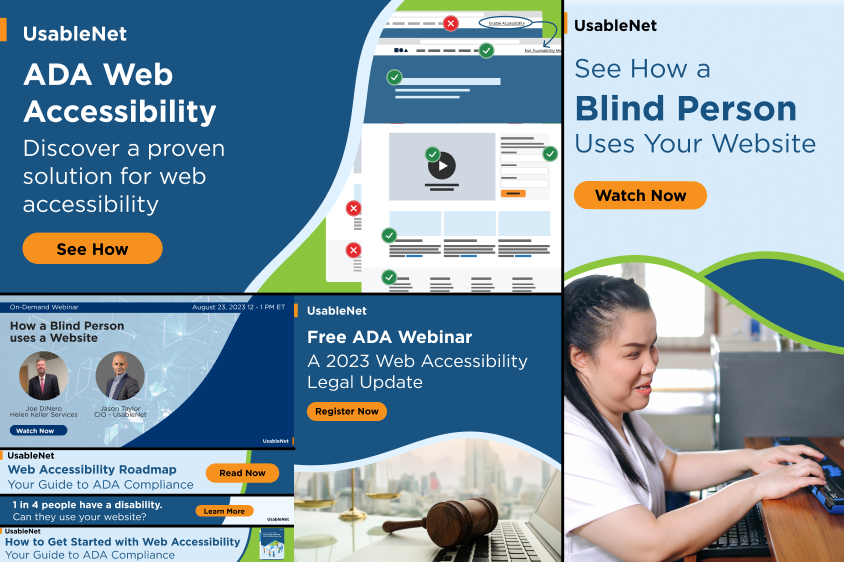 UsableNet
ADA Web
Accessibility
Discover a proven
solution for web
accessibility
See How
Enable Accessibility
UsableNet
See How a
Blind Person
Uses Your Website
Watch Now
On-Demand Webinar
August 23, 2023 12 - 1 PM ET
How a Blind Person
uses a Website
Joe DiNero
Helen Keller Services
Jason Taylor
CIO - UsableNet
Watch Now
UsableNet
UsableNet
Free ADA Webinar
A 2023 Web Accessibility
Legal Update
Register Now
UsableNet
Web Accessibility Roadmap
Your Guide to ADA Compliance
Read Now
1 in 4 people have a disability.
Can they use your website?
Learn More
UsableNet
UsableNet
How to Get Started with Web Accessibility
Your Guide to ADA Compliance